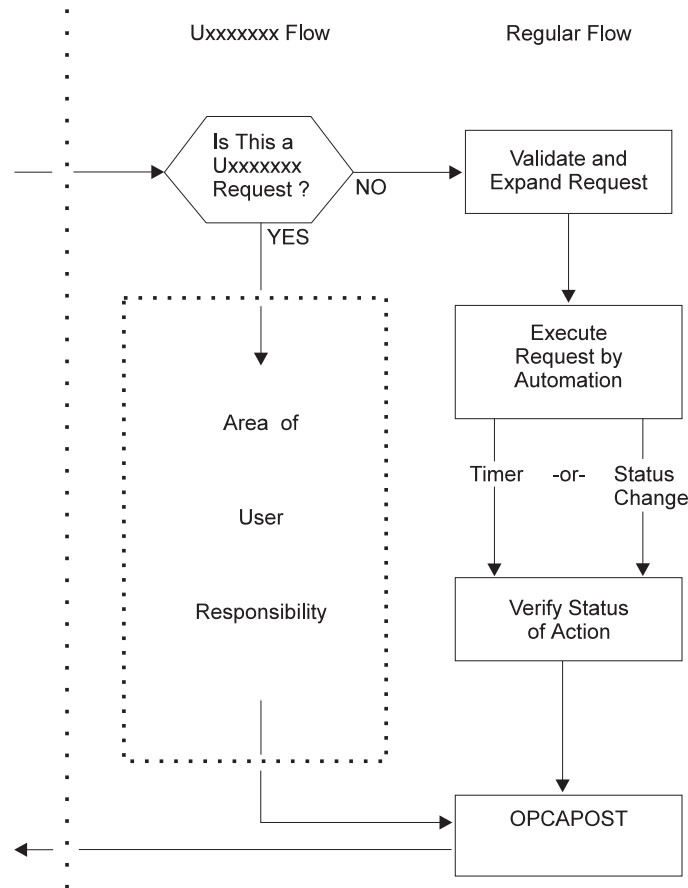 Uxxxxxxx Flow
Regular Flow
Is This a
Uxxxxxxx
Request ?
NO
YES
Validate and
Expand Request
Execute
Request by
Automation
Timer -or- Status
Change
Area of
User
Responsibility
Verify Status
of Action
OPCAPOST